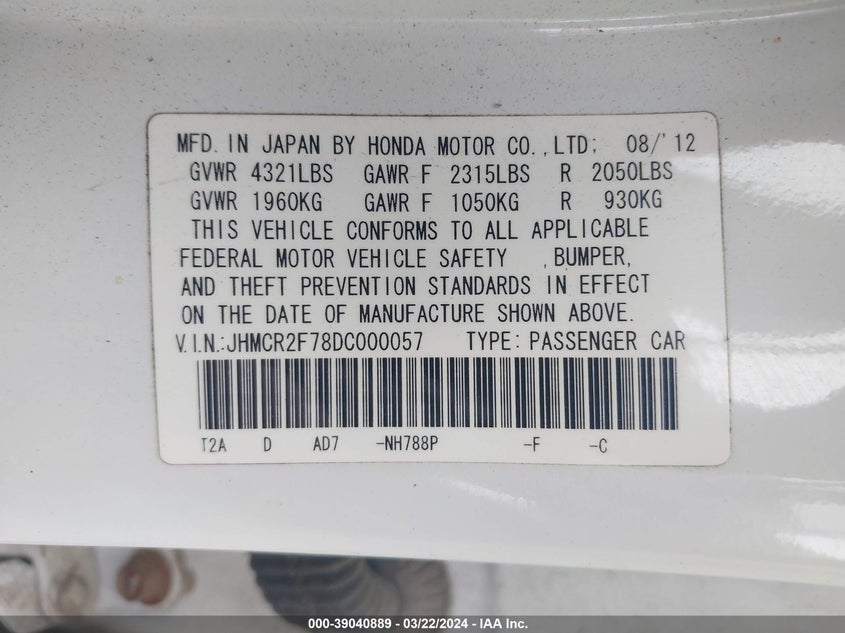 MFD. IN JAPAN BY HONDA MOTOR CO.,LTD; 08/'12
GVWR 4321LBS GAWR F 2315LBS R 2050LBS
GVWR 1960KG GAWR F 1050KG R 930KG
THIS VEHICLE CONFORMS TO ALL APPLICABLE
FEDERAL MOTOR VEHICLE SAFETY ,BUMPER,
AND THEFT PREVENTION STANDARDS IN EFFECT
ON THE DATE OF MANUFACTURE SHOWN ABOVE.
V.I.N.:JHMCR2F78DC000057 TYPE: PASSENGER CAR
T2A D AD7 -NH788P -F -C
000-39040889 - 03/22/2024 - IAA Inc.